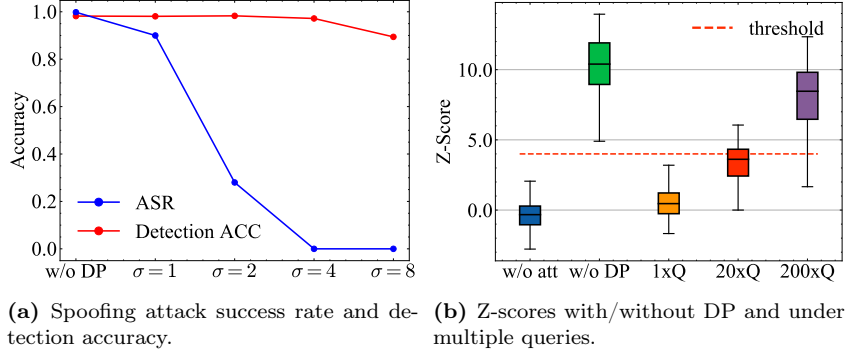 1.0
0.8
0.6
0.4
0.2
0.0
Accuracy
ASR
Detection ACC
w/o DP σ = 1 σ = 2 σ = 4 σ = 8
(a) Spoofing attack success rate and de-
tection accuracy.
threshold
10.0
5.0
0.0
Z-Score
w/o att w/o DP 1xQ 20xQ 200xQ
(b) Z-scores with/without DP and under
multiple queries.